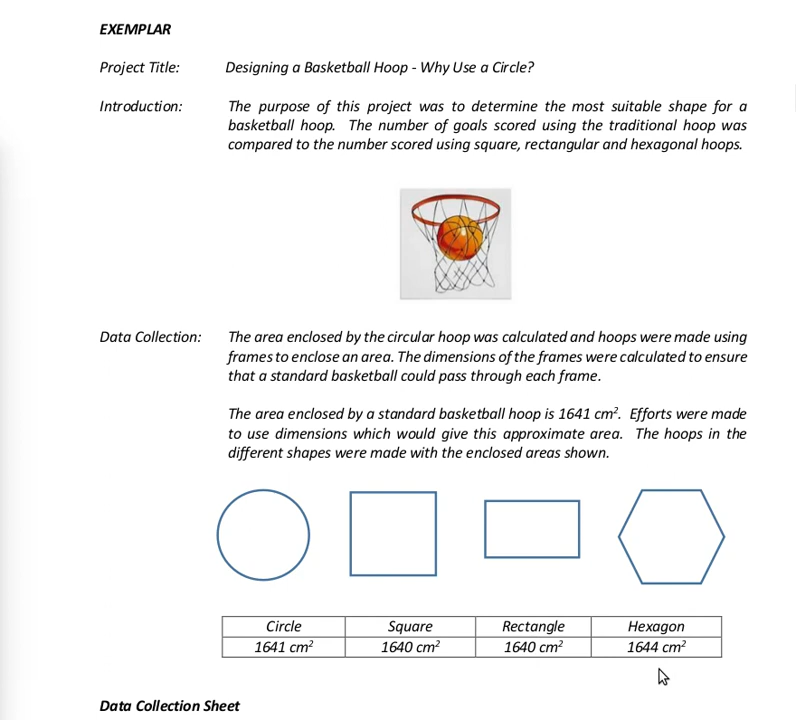 EXEMPLAR
Project Title: Designing a Basketball Hoop - Why Use a Circle?
Introduction: The purpose of this project was to determine the most suitable shape for a
basketball hoop. The number of goals scored using the traditional hoop was
compared to the number scored using square, rectangular and hexagonal hoops.
Data Collection: The area enclosed by the circular hoop was calculated and hoops were made using
frames to enclose an area. The dimensions of the frames were calculated to ensure
that a standard basketball could pass through each frame.
The area enclosed by a standard basketball hoop is 1641 cm². Efforts were made
to use dimensions which would give this approximate area. The hoops in the
different shapes were made with the enclosed areas shown.
Circle Square Rectangle Hexagon
1641 cm² 1640 cm² 1640 cm² 1644 cm²
Data Collection Sheet